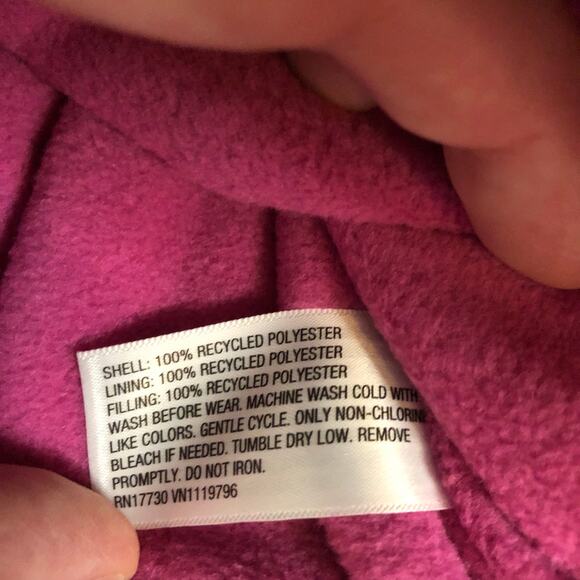 SHELL: 100% RECYCLED POLYESTER
LINING: 100% RECYCLED POLYESTER
FILLING: 100% RECYCLED POLYESTER
WASH BEFORE WEAR. MACHINE WASH COLD WITH
LIKE COLORS. GENTLE CYCLE. ONLY NON-CHLORINE
BLEACH IF NEEDED. TUMBLE DRY LOW. REMOVE
PROMPTLY. DO NOT IRON.
RN17730 VN1119796